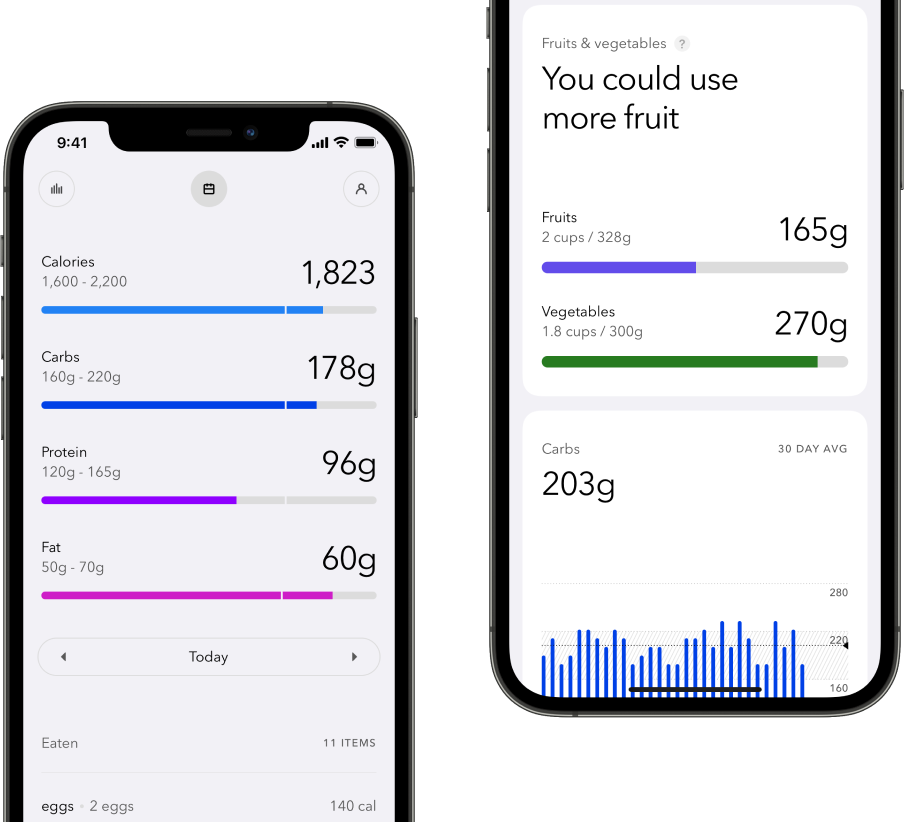 9:41
Calories
1,600 - 2,200
1,823
Carbs
160g - 220g
178g
Protein
120g - 165g
96g
Fat
50g - 70g
60g
Today
Eaten
11 ITEMS
eggs • 2 eggs
140 cal
Fruits & vegetables ?
You could use
more fruit
Fruits
2 cups / 328g
165g
Vegetables
1.8 cups / 300g
270g
Carbs
30 DAY AVG
203g
280
220
160